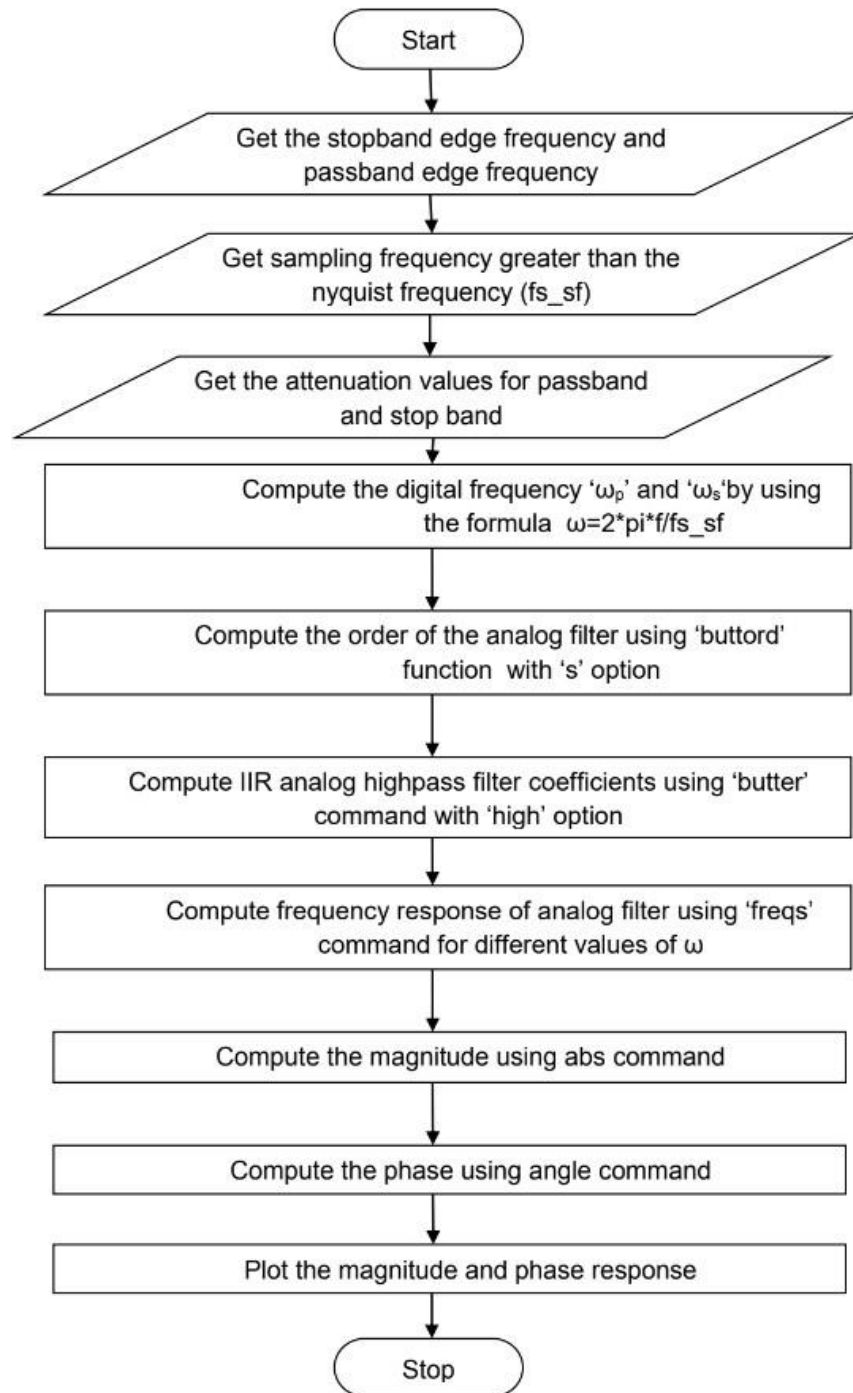 Start
Get the stopband edge frequency and
passband edge frequency
Get sampling frequency greater than the
nyquist frequency (fs_sf)
Get the attenuation values for passband
and stop band
Compute the digital frequency ‘ωₚ’ and ‘ωₛ‘by using
the formula ω=2*pi*f/fs_sf
Compute the order of the analog filter using ‘buttord’
function with ‘s’ option
Compute IIR analog highpass filter coefficients using ‘butter’
command with ‘high’ option
Compute frequency response of analog filter using ‘freqs’
command for different values of ω
Compute the magnitude using abs command
Compute the phase using angle command
Plot the magnitude and phase response
Stop